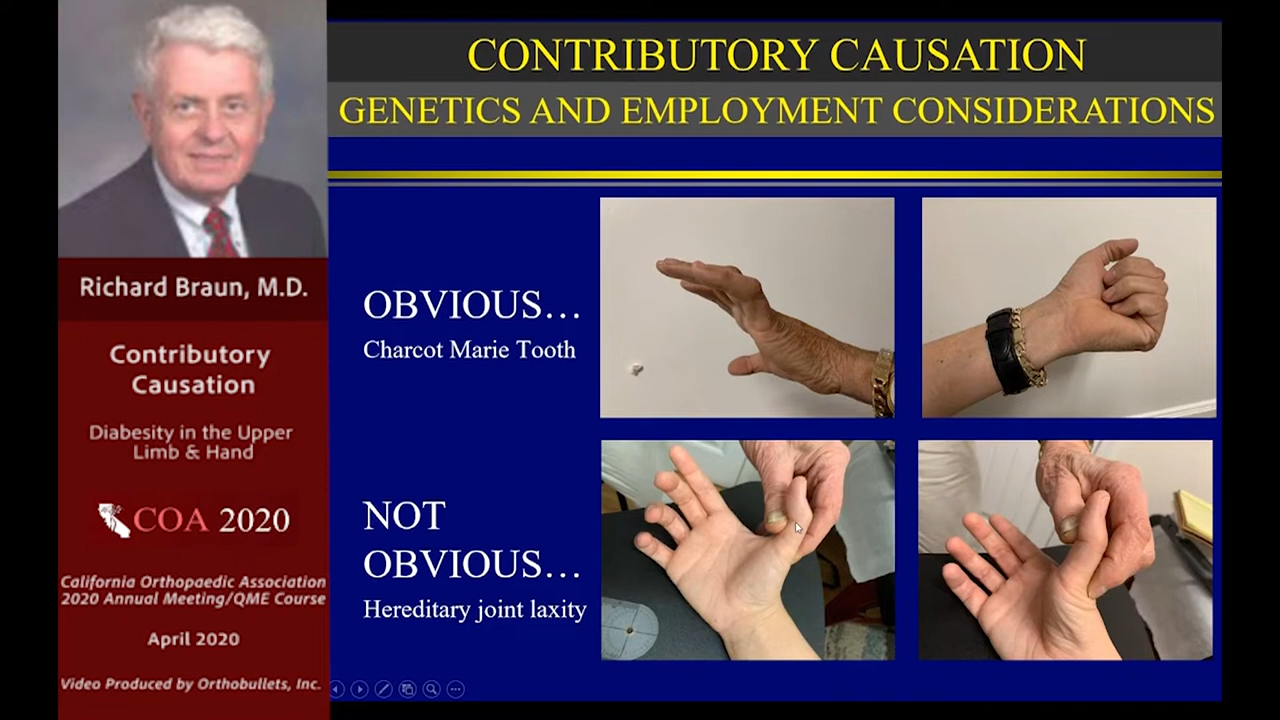 CONTRIBUTORY CAUSATION
GENETICS AND EMPLOYMENT CONSIDERATIONS
Richard Braun, M.D.
Contributory
Causation
Diabesity in the Upper
Limb & Hand
COA 2020
California Orthopaedic Association
2020 Annual Meeting/QME Course
April 2020
Video Produced by Orthobullets, Inc.
OBVIOUS…
Charcot Marie Tooth
NOT
OBVIOUS…
Hereditary joint laxity